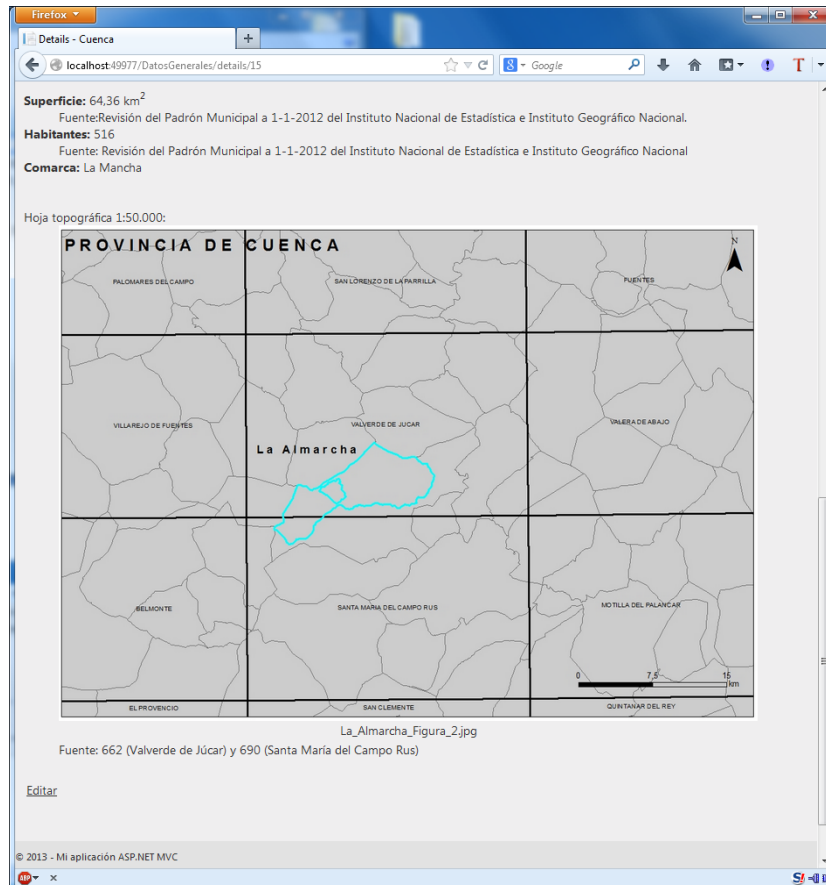 Firefox
Details - Cuenca
localhost:49977/DatosGenerales/details/15
Google
Superficie: 64,36 km2
Fuente:Revisión del Padrón Municipal a 1-1-2012 del Instituto Nacional de Estadística e Instituto Geográfico Nacional.
Habitantes: 516
Fuente: Revisión del Padrón Municipal a 1-1-2012 del Instituto Nacional de Estadística e Instituto Geográfico Nacional
Comarca: La Mancha
Hoja topográfica 1:50.000:
PROVINCIA DE CUENCA
N
PALOMARES DEL CAMPO
SAN LORENZO DE LA PARRILLA
FUENTES
VILLAREJO DE FUENTES
VALVERDE DE JUCAR
VALERA DE ABAJO
La Almarcha
BELMONTE
SANTA MARIA DEL CAMPO RUS
MOTILLA DEL PALANCAR
0 7,5 15
km
EL PROVENCIO
SAN CLEMENTE
QUINTANAR DEL REY
La_Almarcha_Figura_2.jpg
Fuente: 662 (Valverde de Júcar) y 690 (Santa María del Campo Rus)
Editar
© 2013 - Mi aplicación ASP.NET MVC
ABP